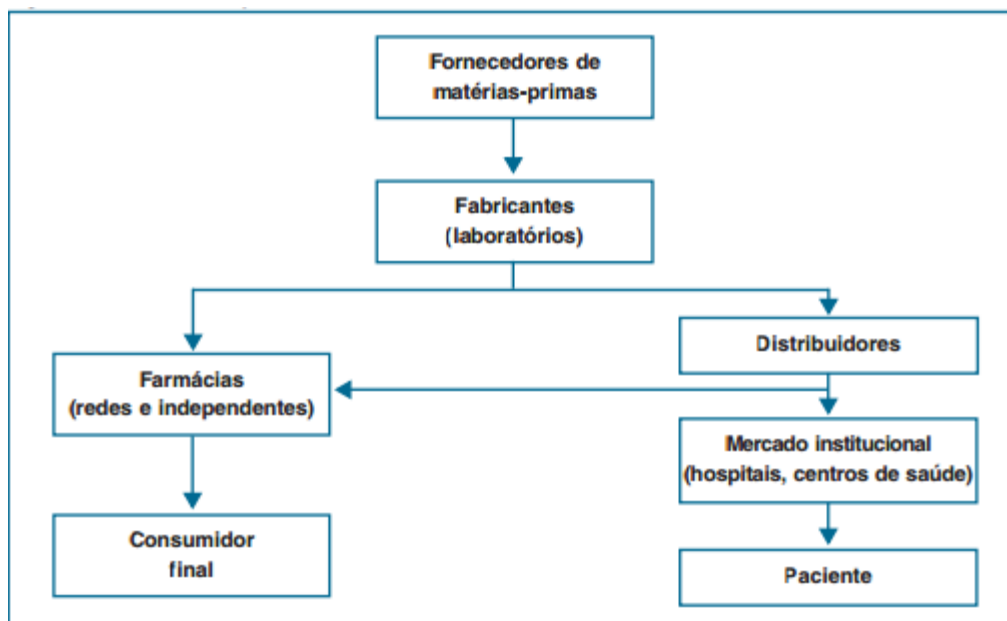 Fornecedores de
matérias-primas
Fabricantes
(laboratórios)
Distribuidores
Farmácias
(redes e independentes)
Mercado institucional
(hospitais, centros de saúde)
Consumidor
final
Paciente